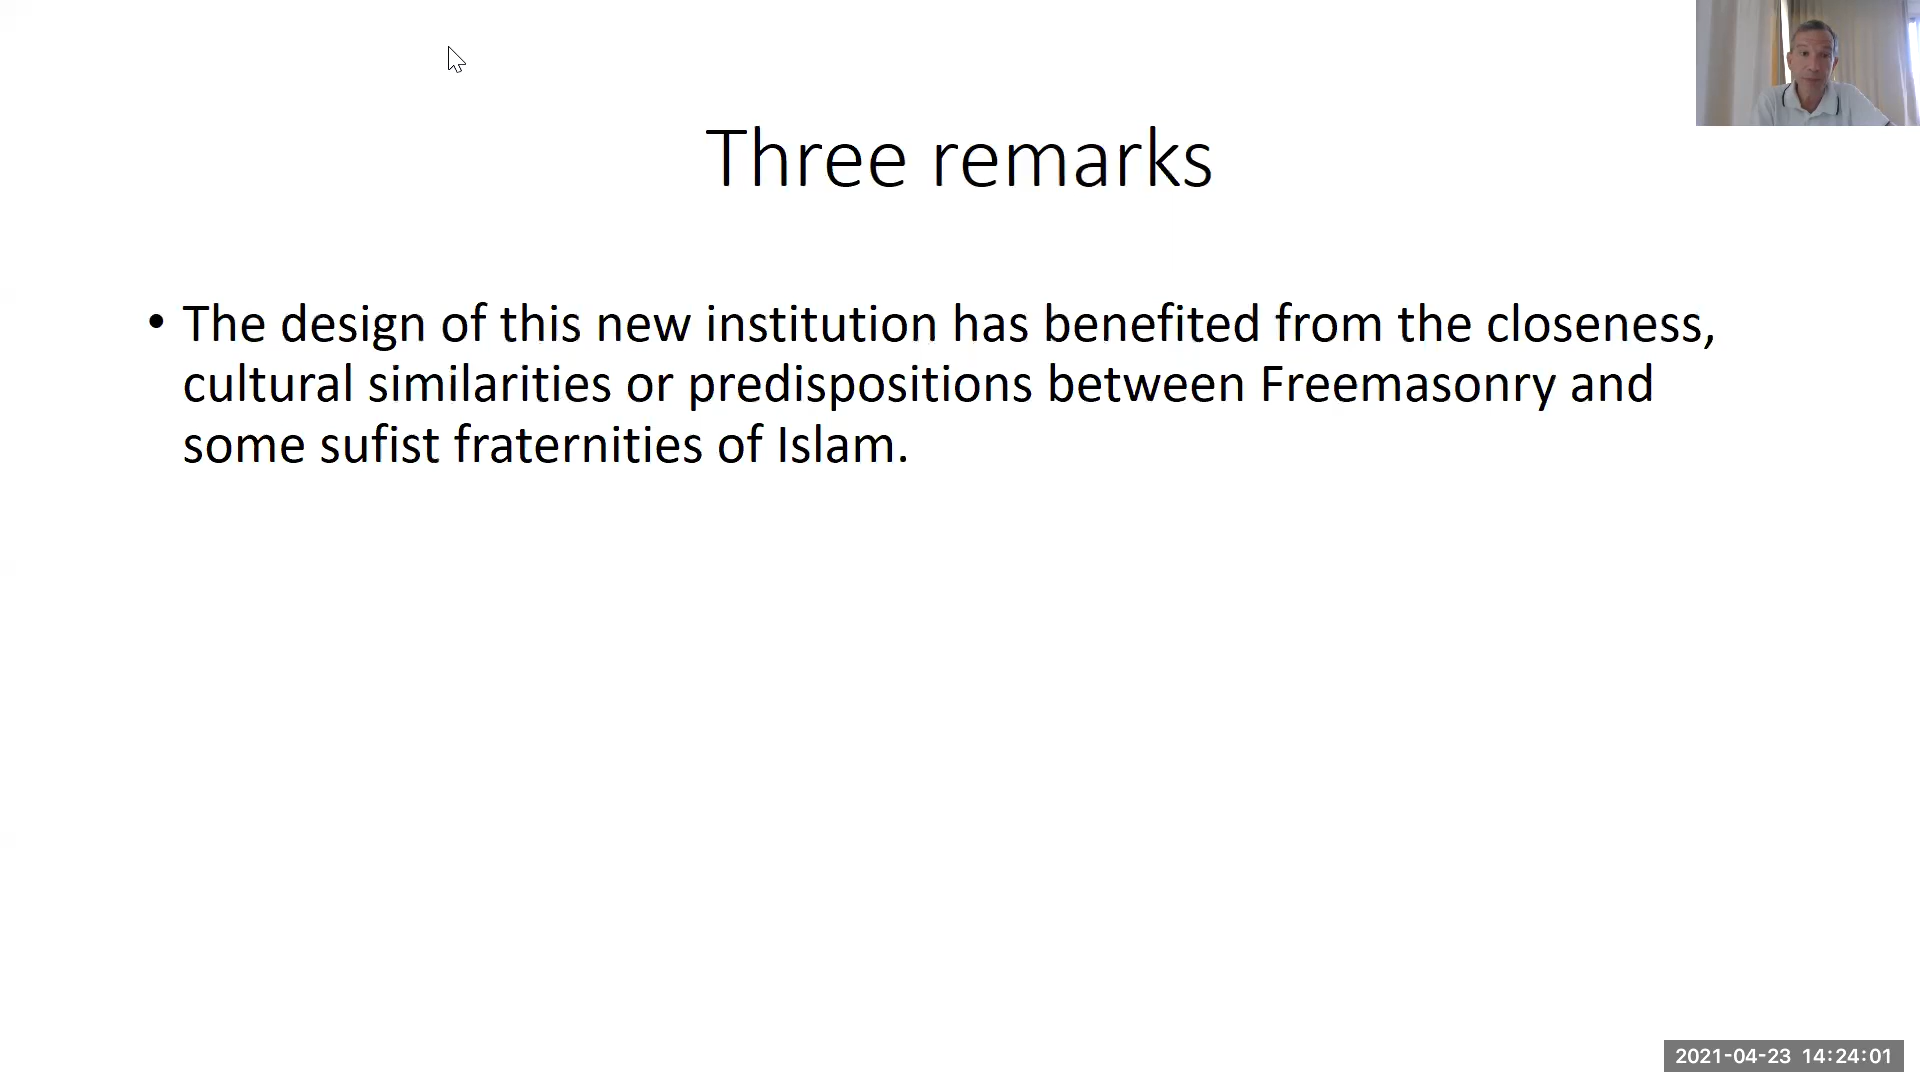 Three remarks
• The design of this new institution has benefited from the closeness,
cultural similarities or predispositions between Freemasonry and
some sufist fraternities of Islam.
2021-04-23 14:24:01